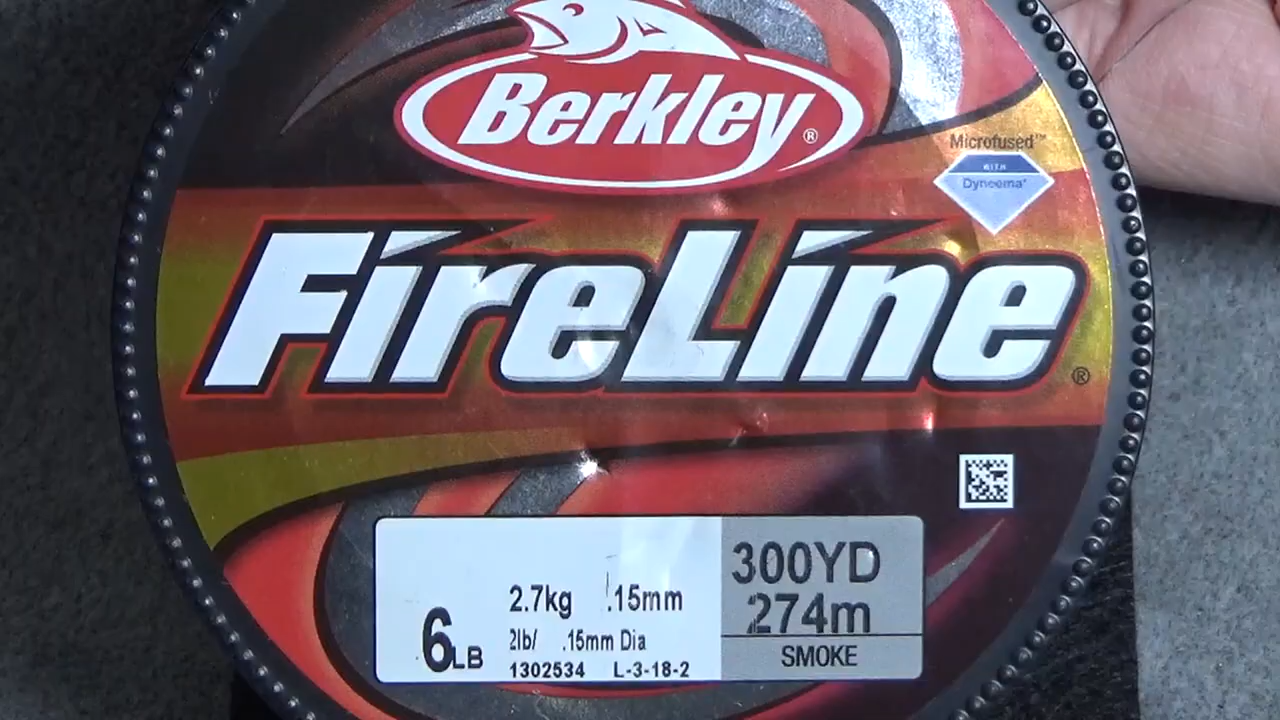 Berkley®
Microfused™
WITH
Dyneema®
FireLine®
300YD
2.7kg .15mm
274m
6LB
2lb/ .15mm Dia
SMOKE
1302534 L-3-18-2